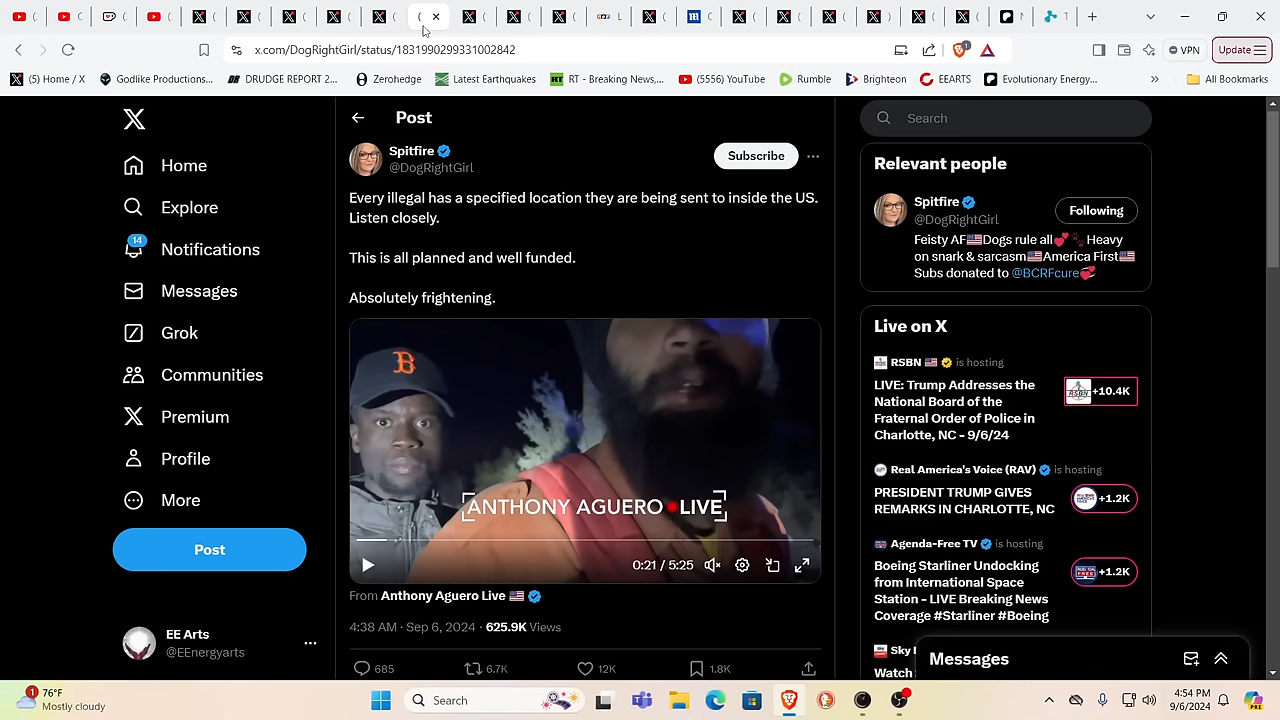 x.com/DogRightGirl/status/1831990299331002842
VPN
Update
(5) Home / X
Godlike Productions...
DRUDGE REPORT 2...
Zerohedge
Latest Earthquakes
RT - Breaking News,...
(5556) YouTube
Rumble
Brighteon
EEARTS
Evolutionary Energy...
All Bookmarks
Home
Explore
14
Notifications
Messages
Grok
Communities
Premium
Profile
More
Post
EE Arts
@EEnergyarts
Post
Spitfire
@DogRightGirl
Subscribe
Every illegal has a specified location they are being sent to inside the US.
Listen closely.
This is all planned and well funded.
Absolutely frightening.
B
ANTHONY AGUERO LIVE
0:21 / 5:25
From Anthony Aguero Live
4:38 AM · Sep 6, 2024 · 625.9K Views
685
6.7K
12K
1.8K
Search
Relevant people
Spitfire
@DogRightGirl
Following
Feisty AF🇺🇸Dogs rule all💕🐾Heavy
on snark & sarcasm🇺🇸America First🇺🇸
Subs donated to @BCRFcure💞
Live on X
RSBN 🇺🇸 is hosting
LIVE: Trump Addresses the
National Board of the
Fraternal Order of Police in
Charlotte, NC - 9/6/24
RSBN
+10.4K
Real America's Voice (RAV) is hosting
PRESIDENT TRUMP GIVES
REMARKS IN CHARLOTTE, NC
+1.2K
Agenda-Free TV is hosting
Boeing Starliner Undocking
from International Space
Station - LIVE Breaking News
Coverage #Starliner #Boeing
+1.2K
Watch
Messages
1
76°F
Mostly cloudy
Search
4:54 PM
9/6/2024